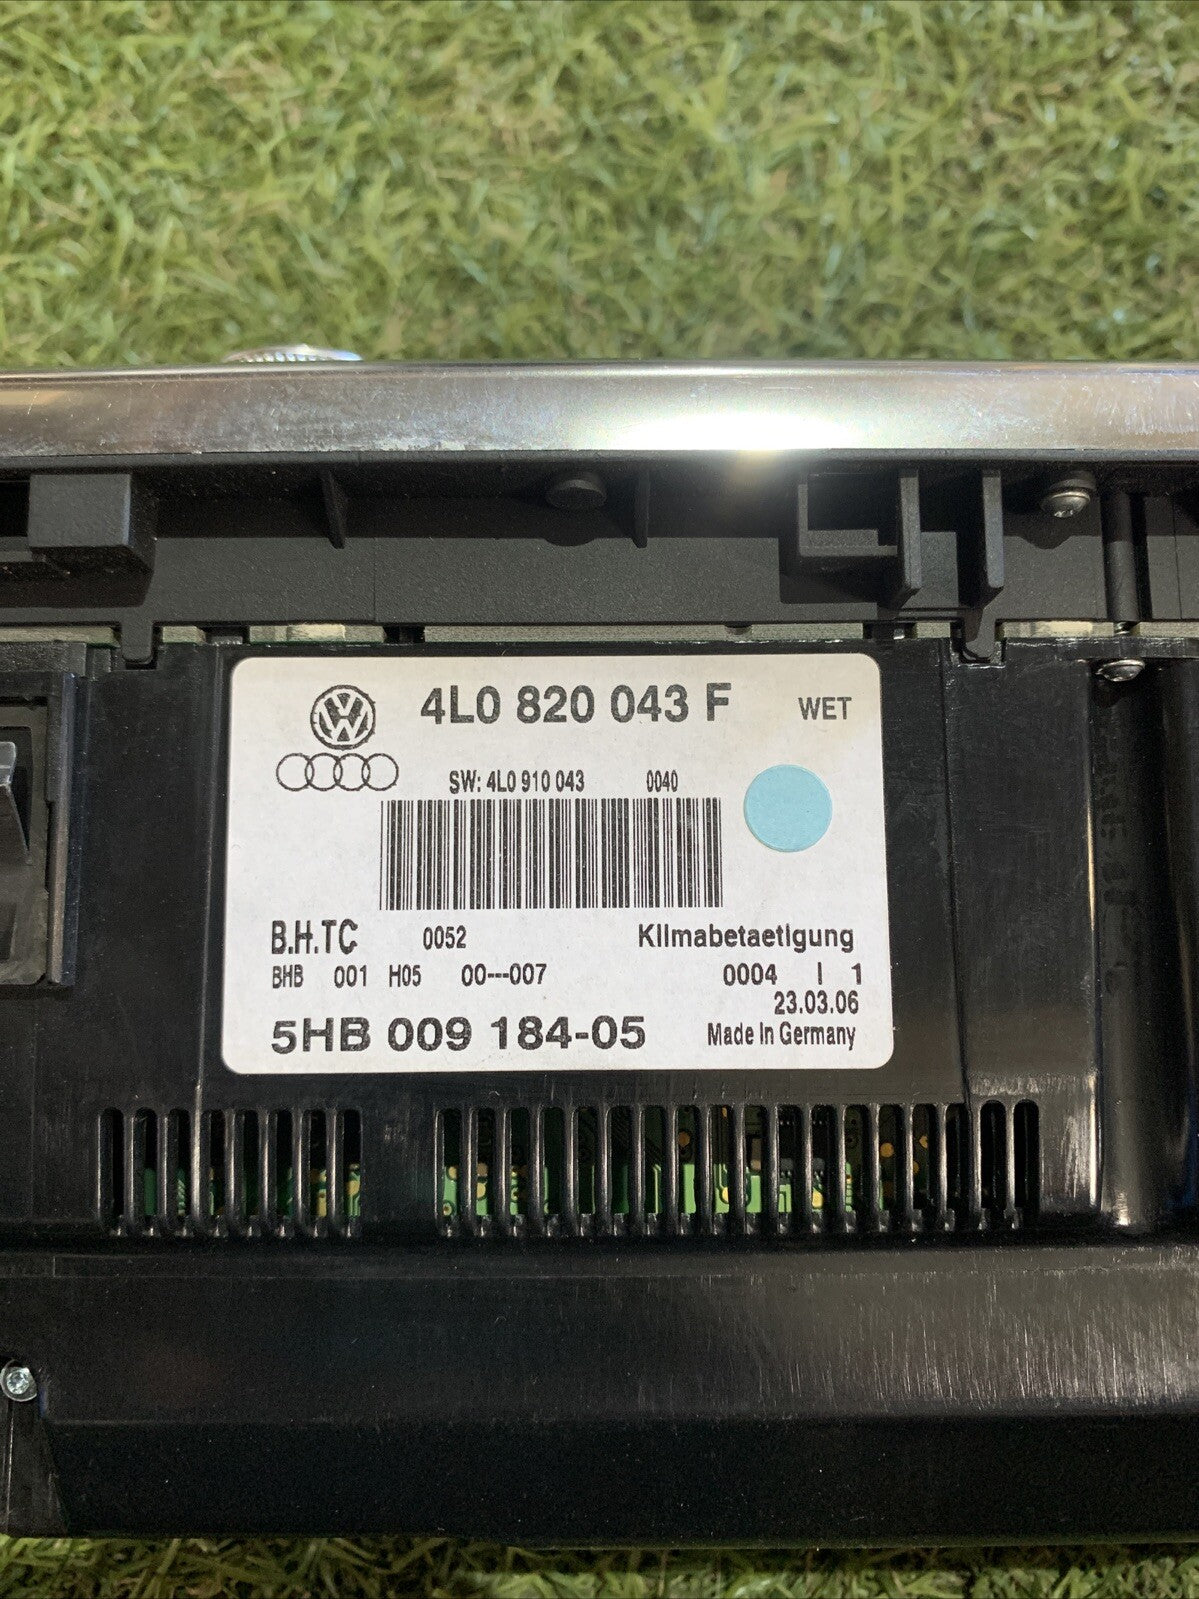 4L0 820 043 F WET
SW: 4L0 910 043 0040
B.H.TC 0052 Klimabetaetigung
BHB 001 H05 00---007 0004 I 1
23.03.06
5HB 009 184-05 Made In Germany